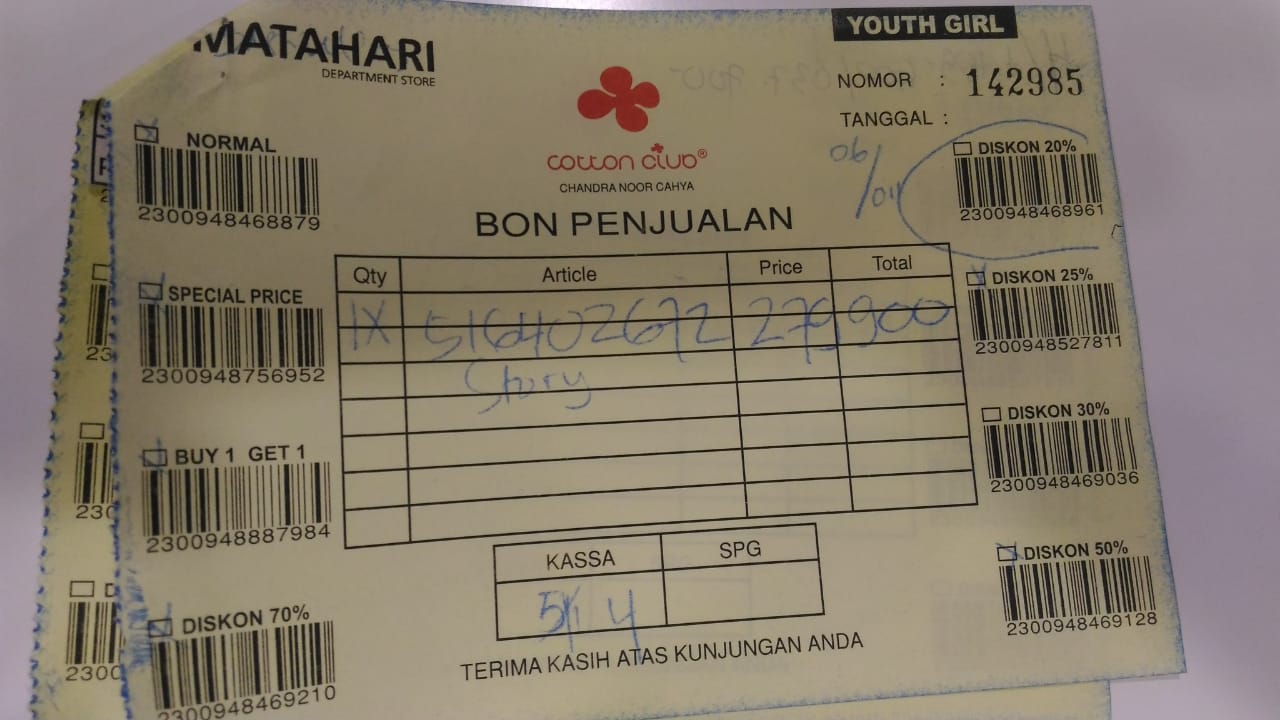 MATAHARI
DEPARTMENT STORE
YOUTH GIRL
NOMOR : 142985
TANGGAL :
06/04
cotton club®
CHANDRA NOOR CAHYA
BON PENJUALAN
NORMAL
2300948468879
SPECIAL PRICE
2300948756952
BUY 1 GET 1
2300948887984
DISKON 70%
2300948469210
Qty Article Price Total
1X 516402672 279900
Story
KASSA SPG
TERIMA KASIH ATAS KUNJUNGAN ANDA
DISKON 20%
2300948468961
DISKON 25%
2300948527811
DISKON 30%
2300948469036
DISKON 50%
2300948469128